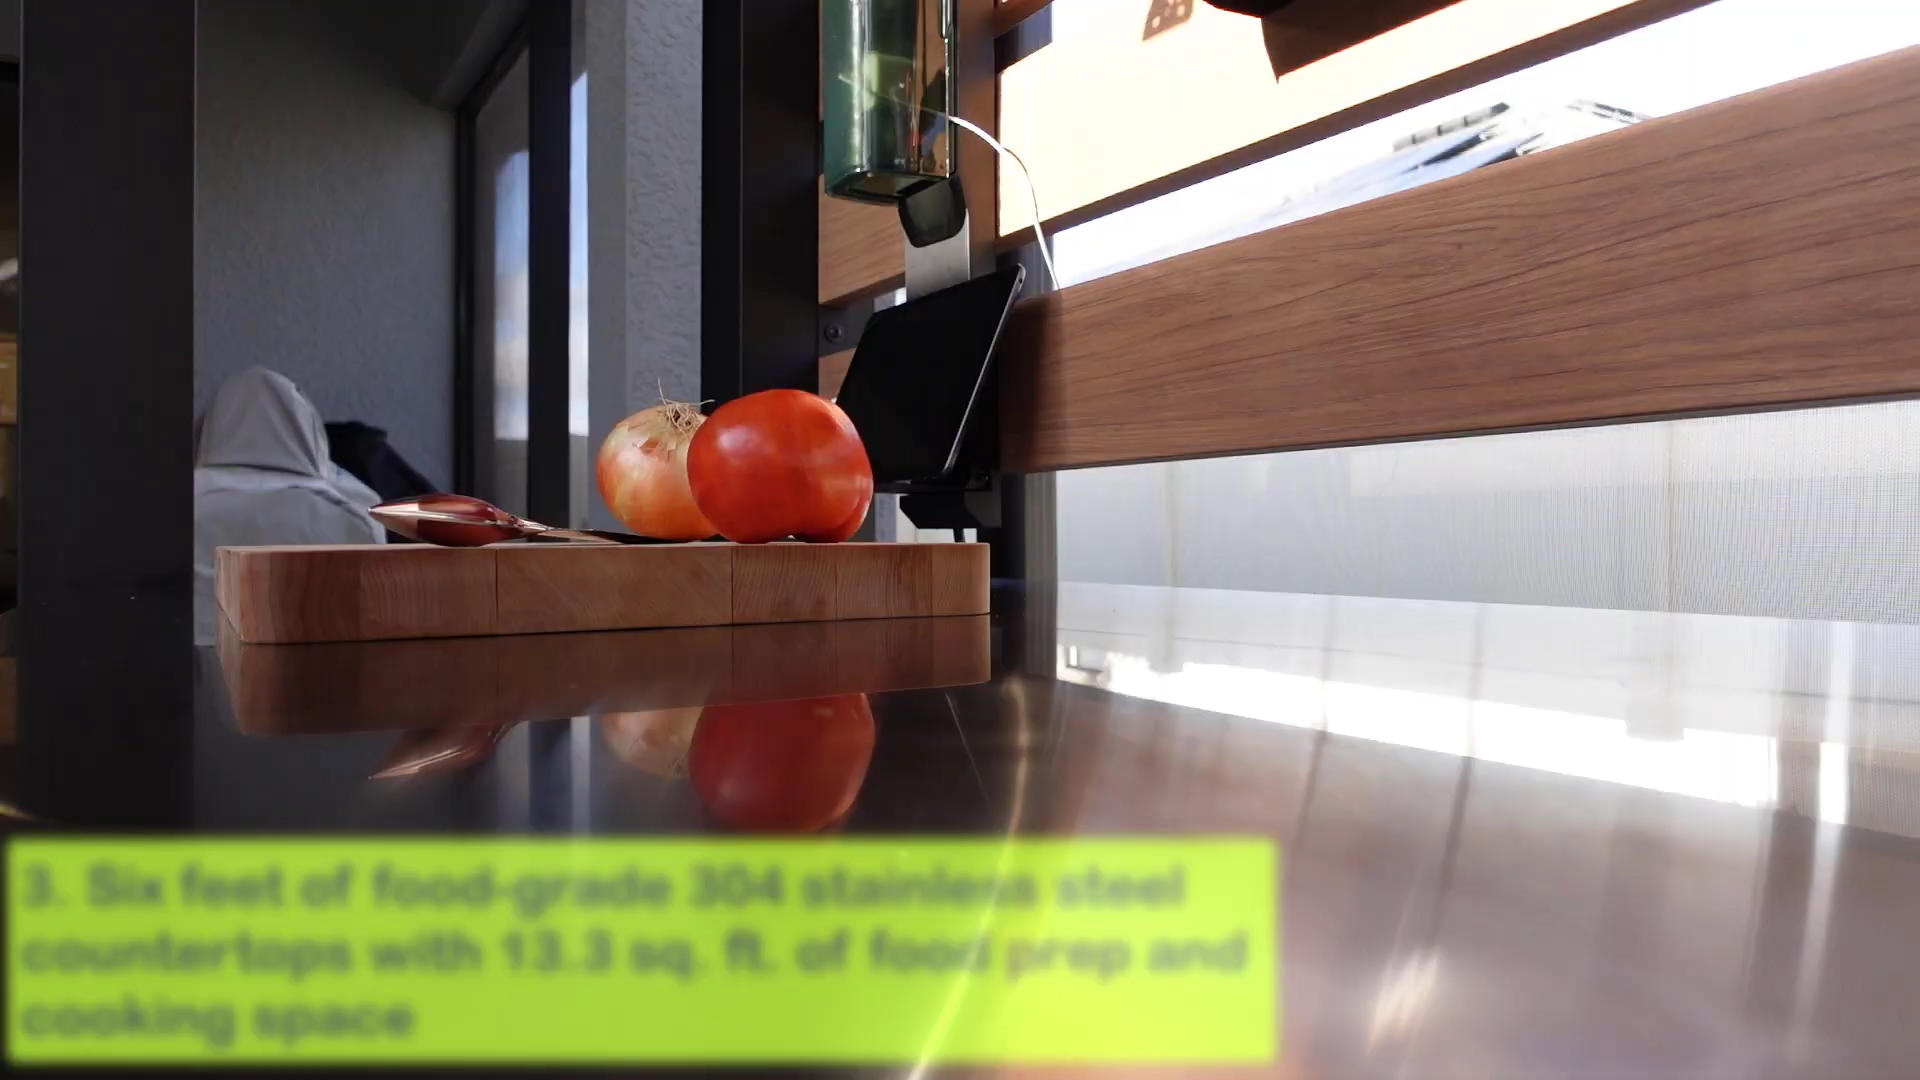 3. Six feet of food-grade 304 stainless steel
countertops with 13.3 sq. ft. of food prep and
cooking space